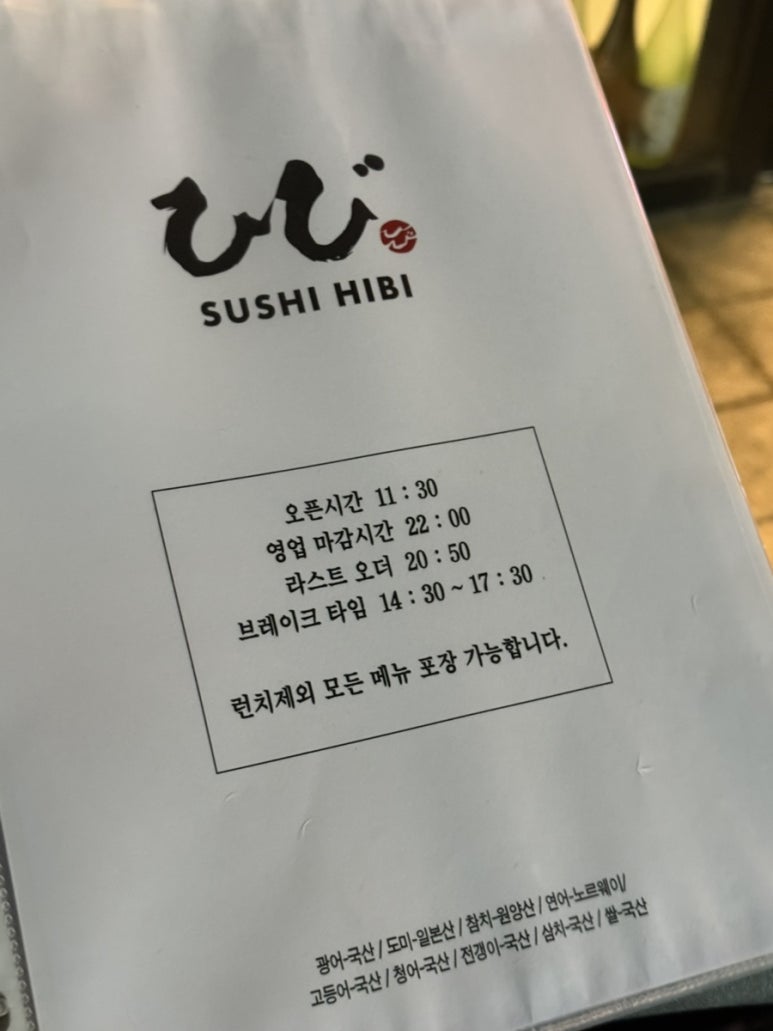 ひび
ひび
SUSHI HIBI
오픈시간 11 : 30
영업 마감시간 22 : 00
라스트 오더 20 : 50
브레이크 타임 14 : 30 ~ 17 : 30
런치제외 모든 메뉴 포장 가능합니다.
광어-국산 / 도미-일본산 / 참치-원양산 / 연어-노르웨이/
고등어-국산 / 청어-국산 / 전갱이-국산 / 삼치-국산 / 쌀-국산